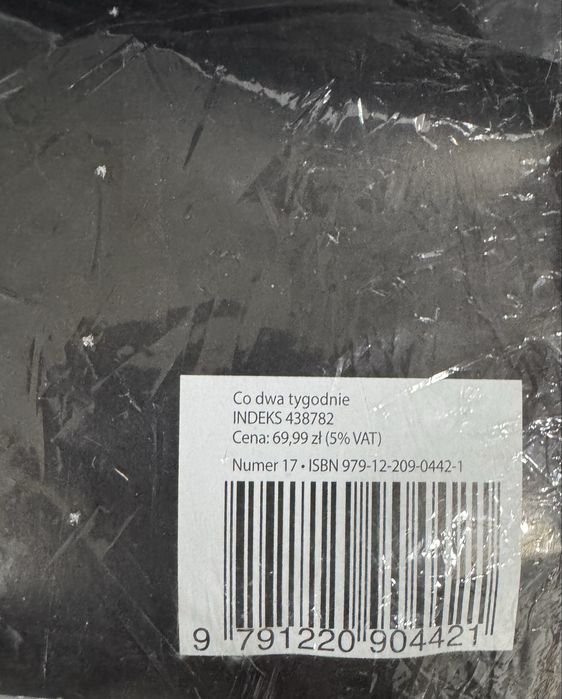 Co dwa tygodnie
INDEKS 438782
Cena: 69,99 zł (5% VAT)
Numer 17 • ISBN 979-12-209-0442-1
9 791220 904421